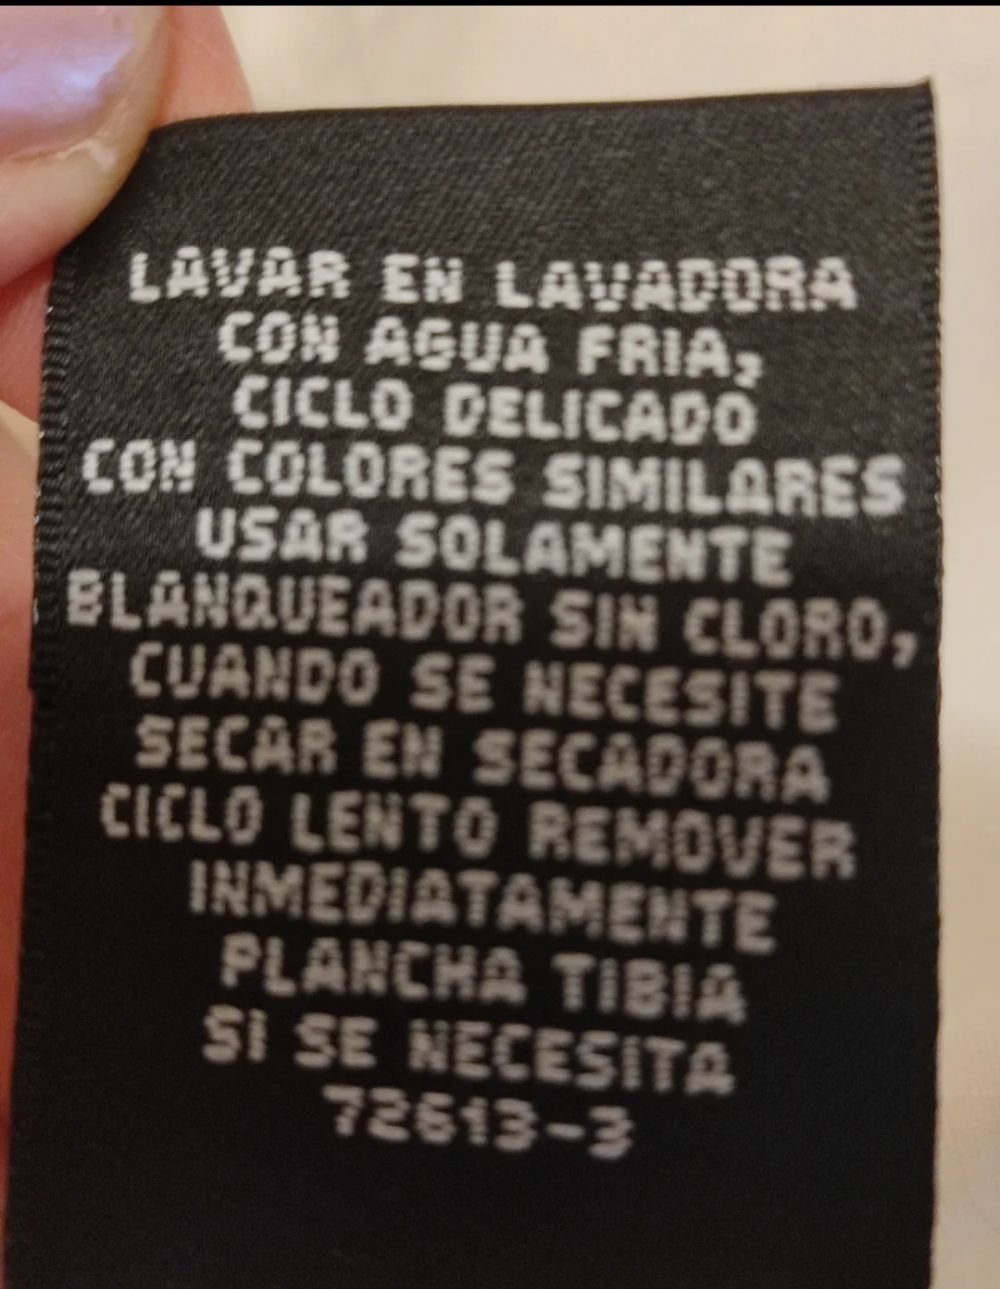 LAVAR EN LAVADORA
CON AGUA FRIA,
CICLO DELICADO
CON COLORES SIMILARES
USAR SOLAMENTE
BLANQUEADOR SIN CLORO,
CUANDO SE NECESITE
SECAR EN SECADORA
CICLO LENTO REMOVER
INMEDIATAMENTE
PLANCHA TIBIA
SI SE NECESITA
72613-3